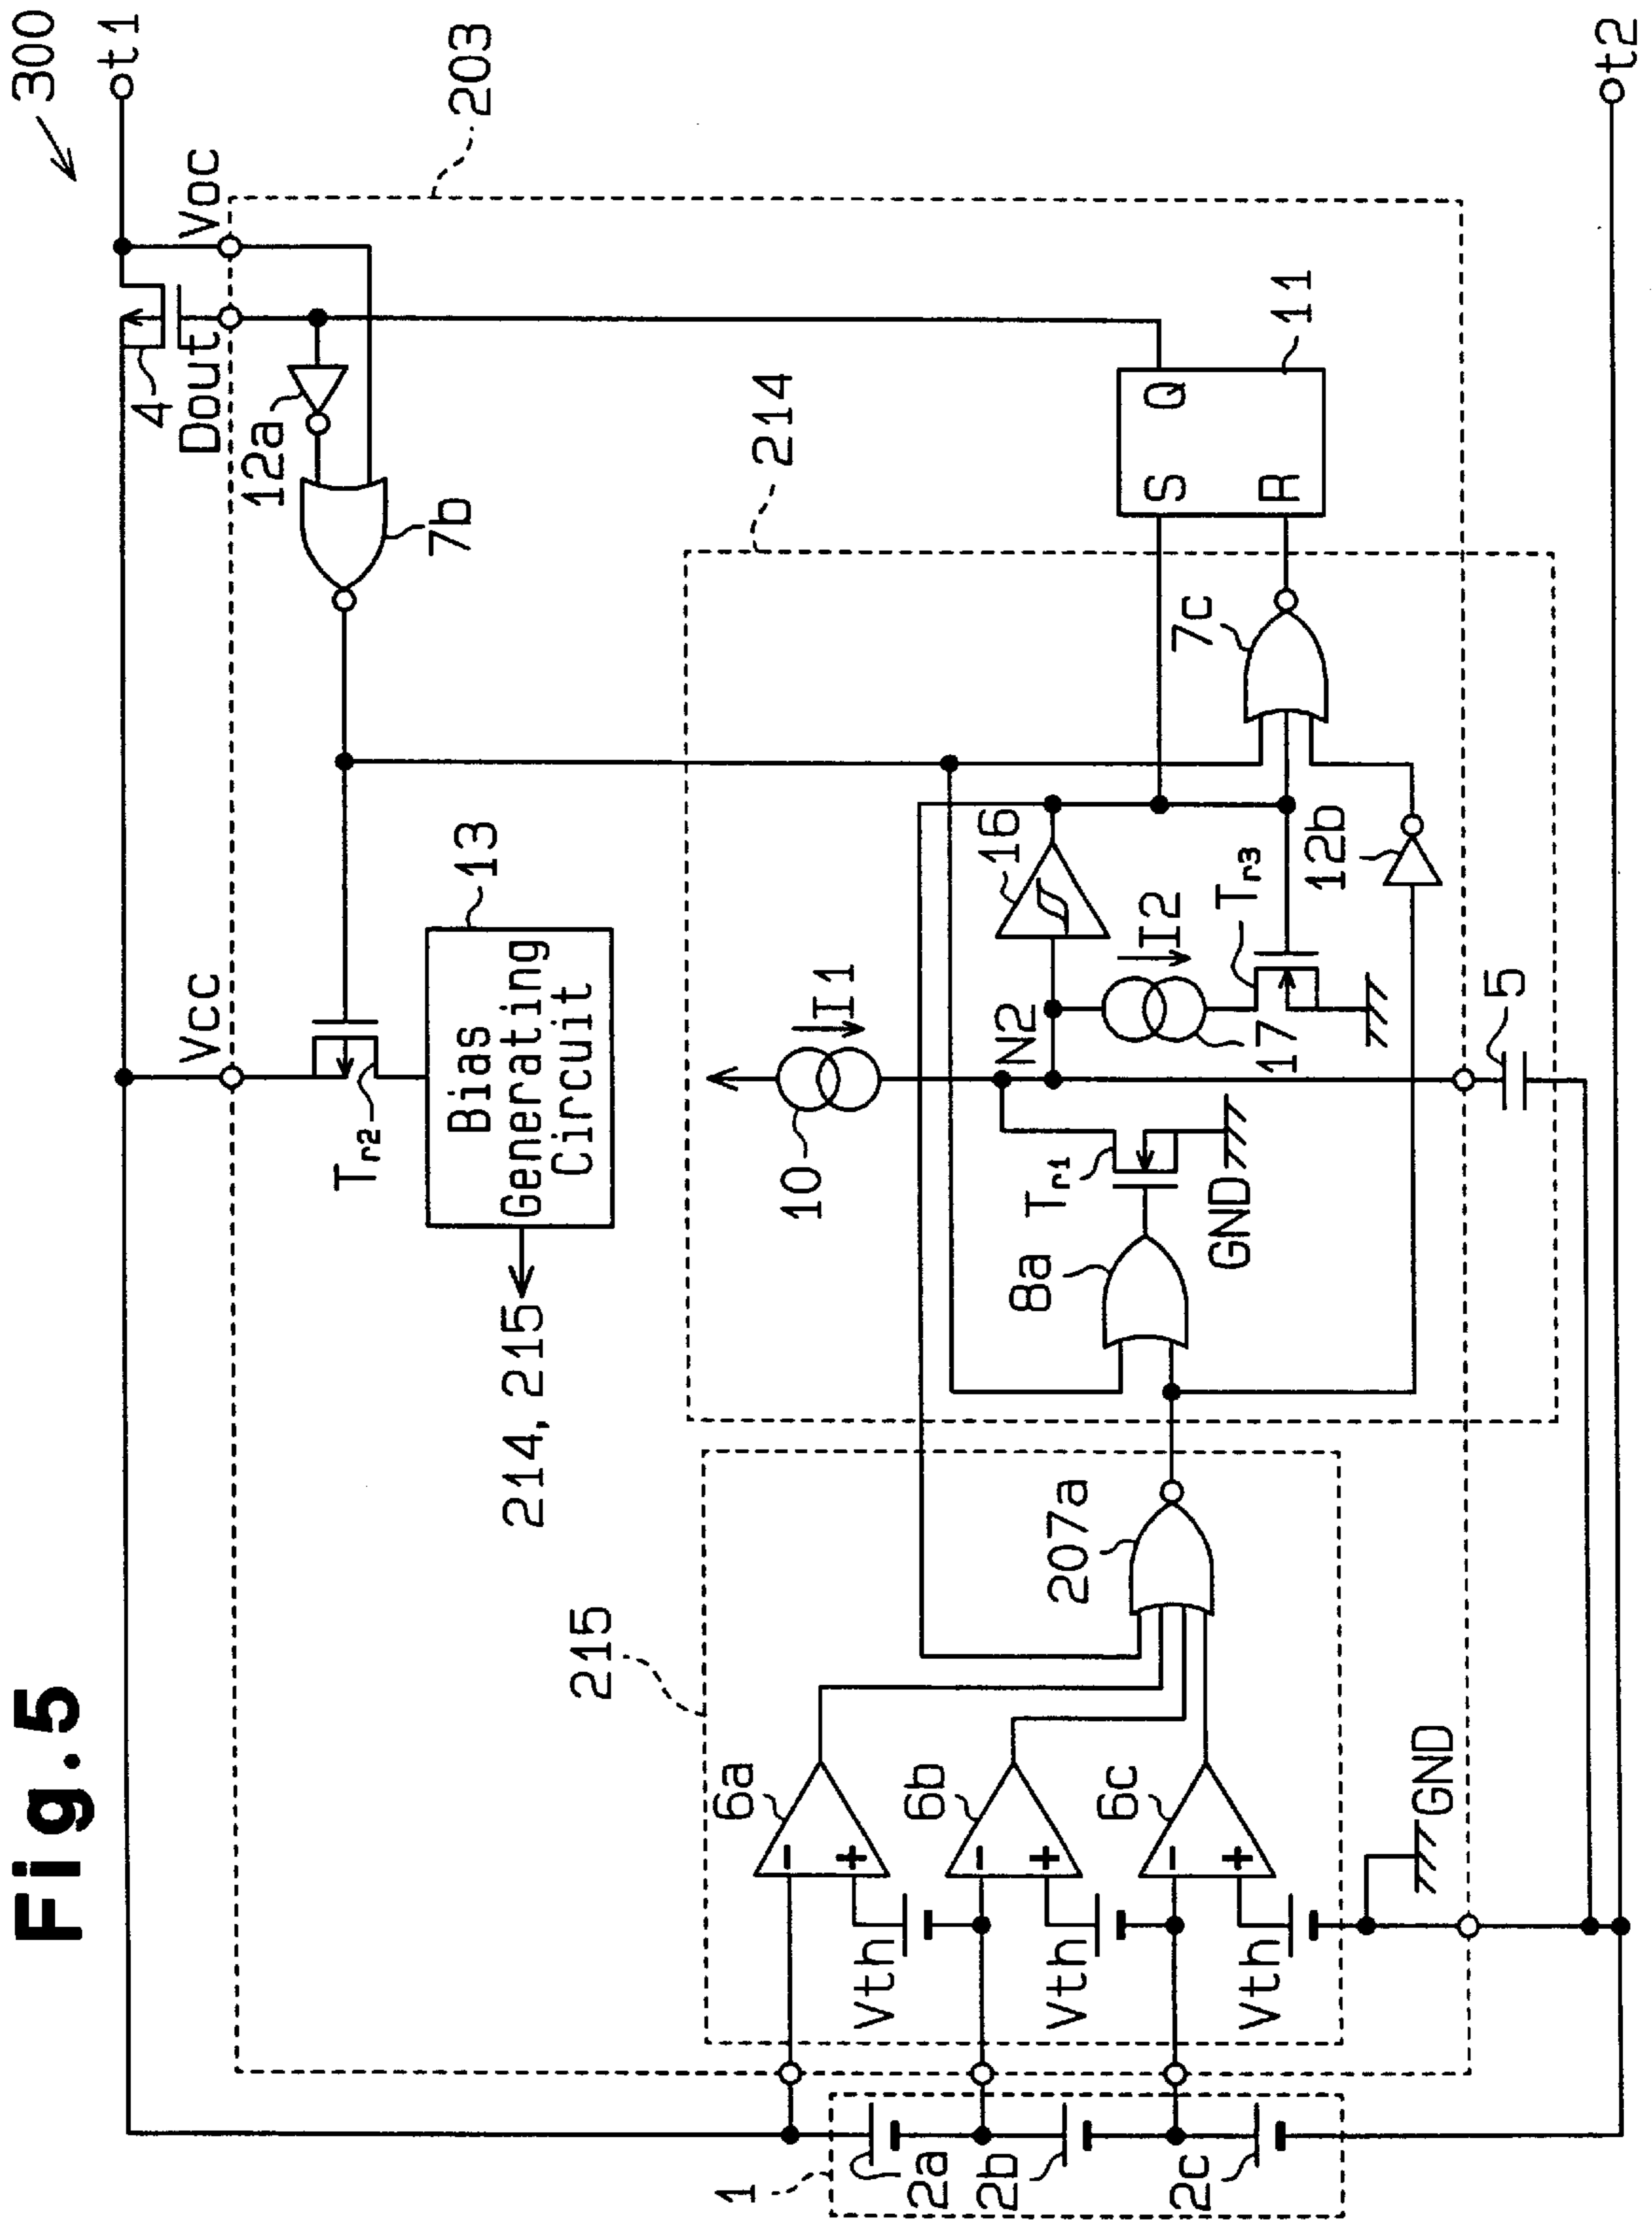 Fig.5
300
t1
203
Voc
4
Dout
12a
7b
Vcc
Tr2
13
Bias
Generating
Circuit
214, 215
214
11
S
Q
R
7c
16
I1
10
N2
I2
17
Tr3
12b
Tr1
8a
GND
5
215
207a
6a
-
+
Vth
6b
-
+
Vth
6c
-
+
Vth
GND
1
2a
2b
2c
t2